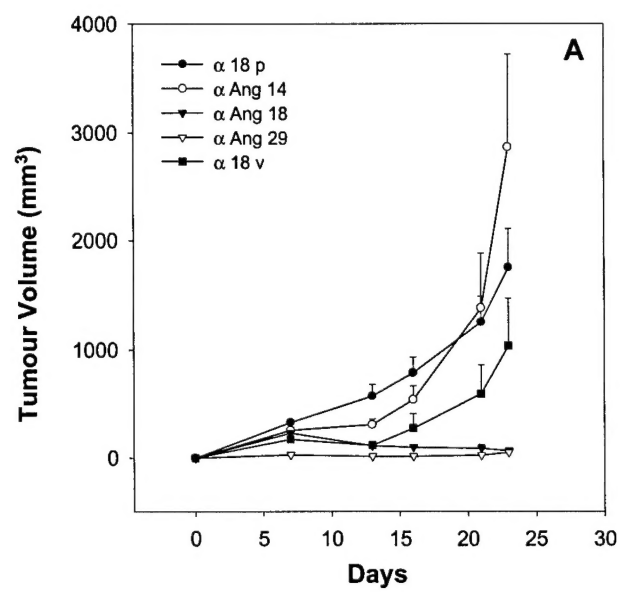 4000
A
α 18 p
α Ang 14
α Ang 18
α Ang 29
α 18 v
3000
2000
1000
0
Tumour Volume (mm³)
0 5 10 15 20 25 30
Days